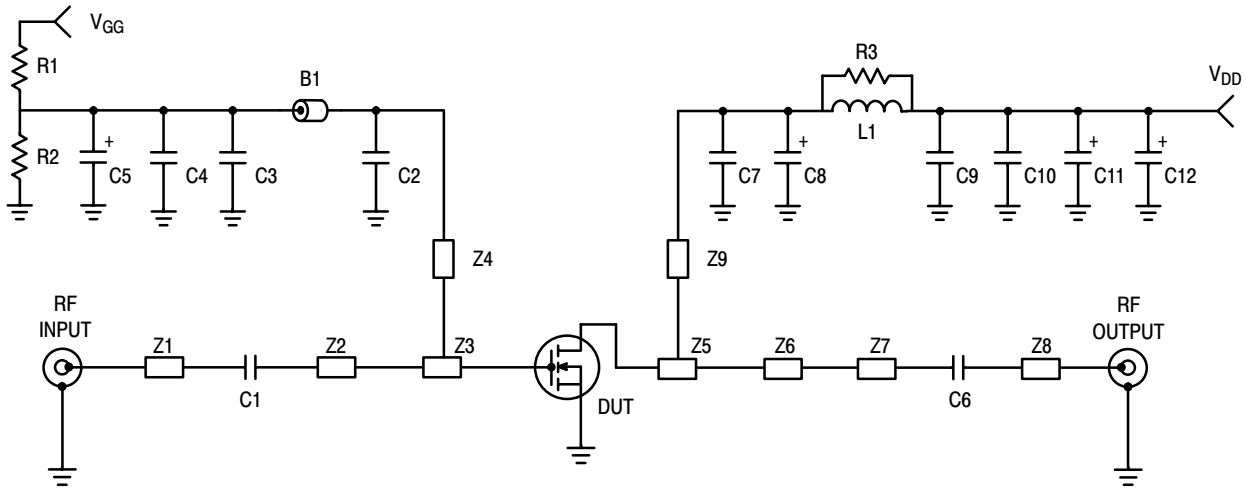 VGG
R1
R2
B1
+
C5
C4
C3
C2
R3
L1
VDD
C7
+
C8
C9
C10
+
C11
+
C12
Z4
Z9
RF
INPUT
Z1
C1
Z2
Z3
DUT
Z5
Z6
Z7
C6
Z8
RF
OUTPUT